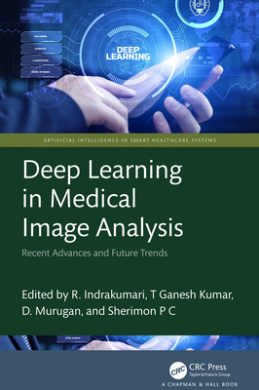 DEEP
LEARNING
ARTIFICIAL INTELLIGENCE IN SMART HEALTHCARE SYSTEMS
Deep Learning
in Medical
Image Analysis
Recent Advances and Future Trends
Edited by R. Indrakumari, T Ganesh Kumar,
D. Murugan, and Sherimon P C
CRC Press
Taylor & Francis Group
A CHAPMAN & HALL BOOK